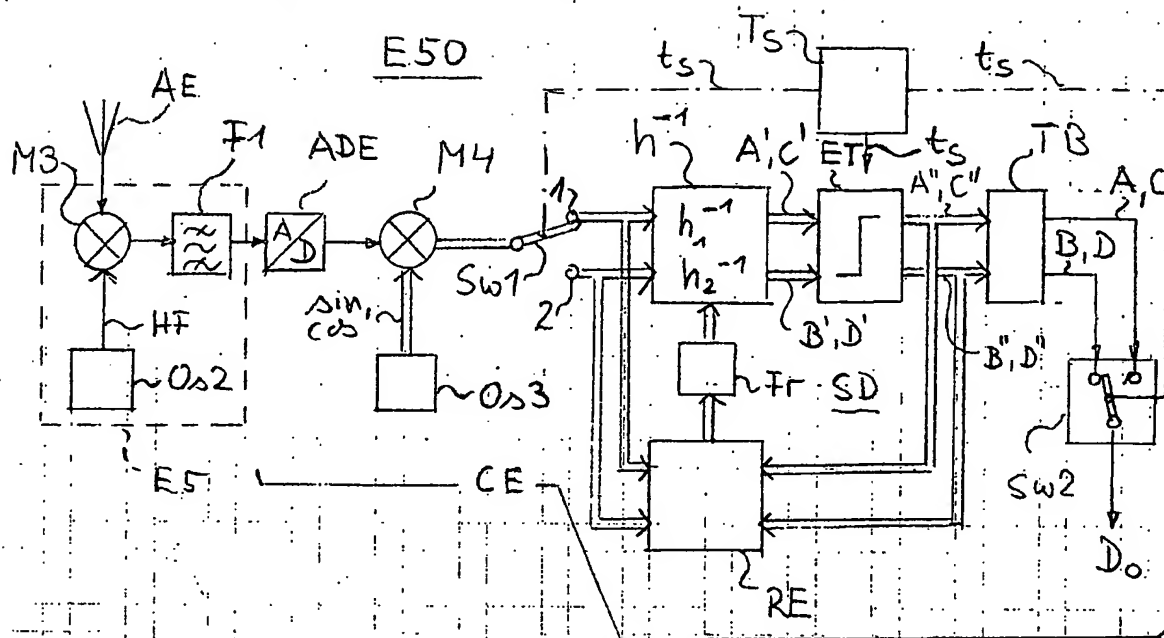 E50
Ts
ts
ts
AE
F1
ADE
M3
M4
h⁻¹
A',C'
ET
ts
A'',C''
TB
A,C
1
h₁⁻¹
h₂⁻¹
Sw1
2
B,D
A
D
sin,
cos
HF
B',D'
B'',D''
Os2
Os3
Fr
SD
E5
CE
Sw2
RE
Do